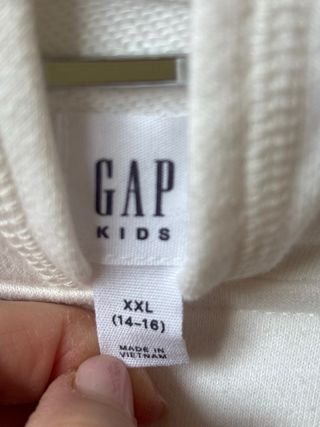 GAP
KIDS
XXL
(14-16)
MADE IN
VIETNAM